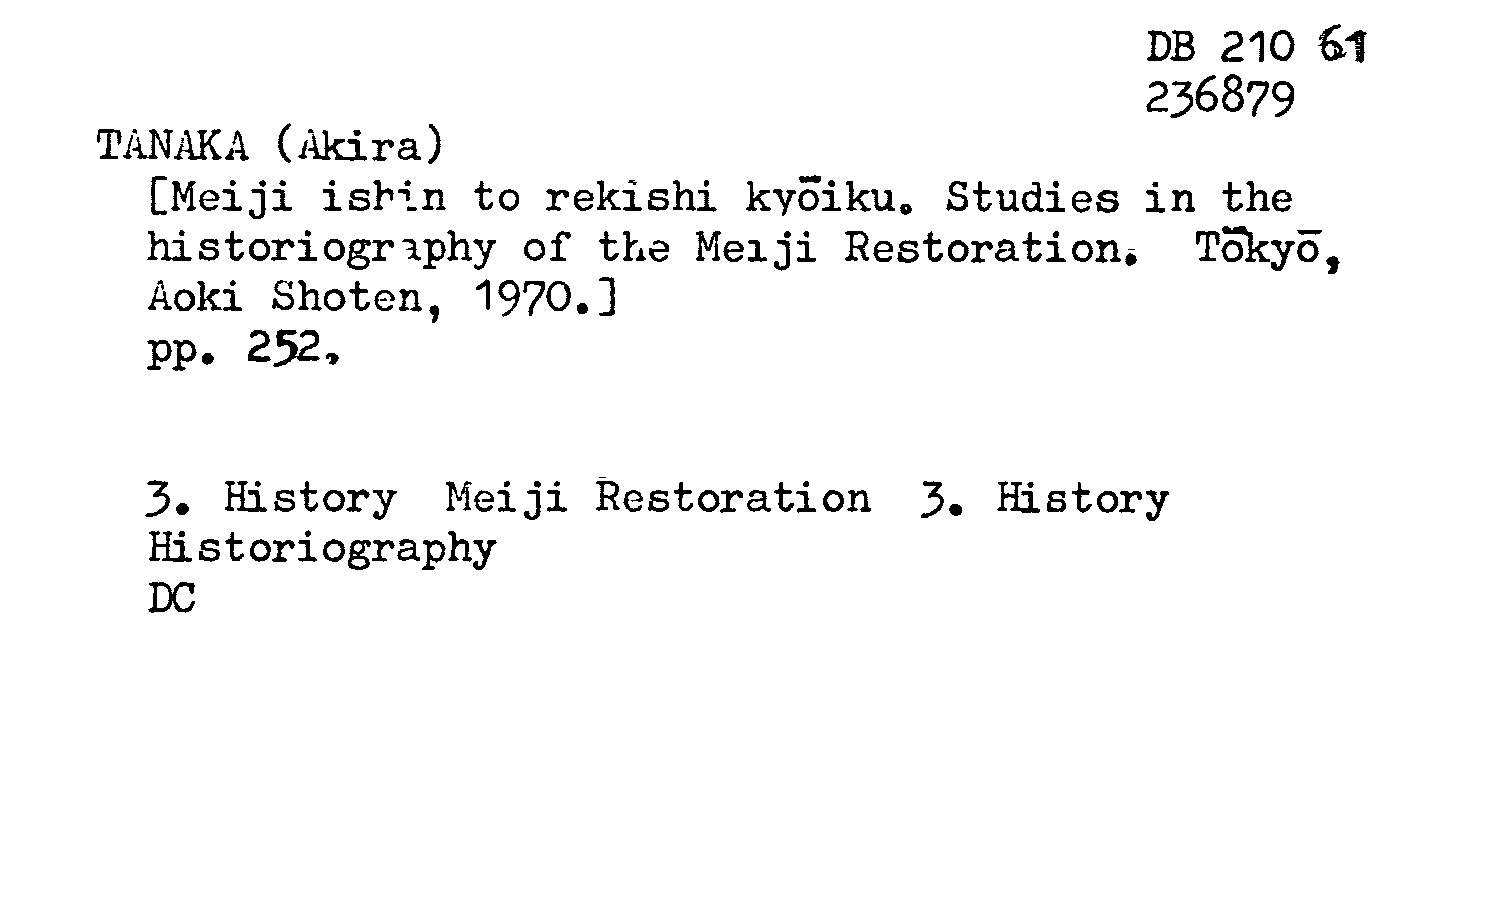 DB 210 61
236879
TANAKA (Akira)
[Meiji ishin to rekishi kyōiku. Studies in the
historiography of the Meiji Restoration. Tōkyō,
Aoki Shoten, 1970.]
pp. 252.
3. History Meiji Restoration 3. History
Historiography
DC